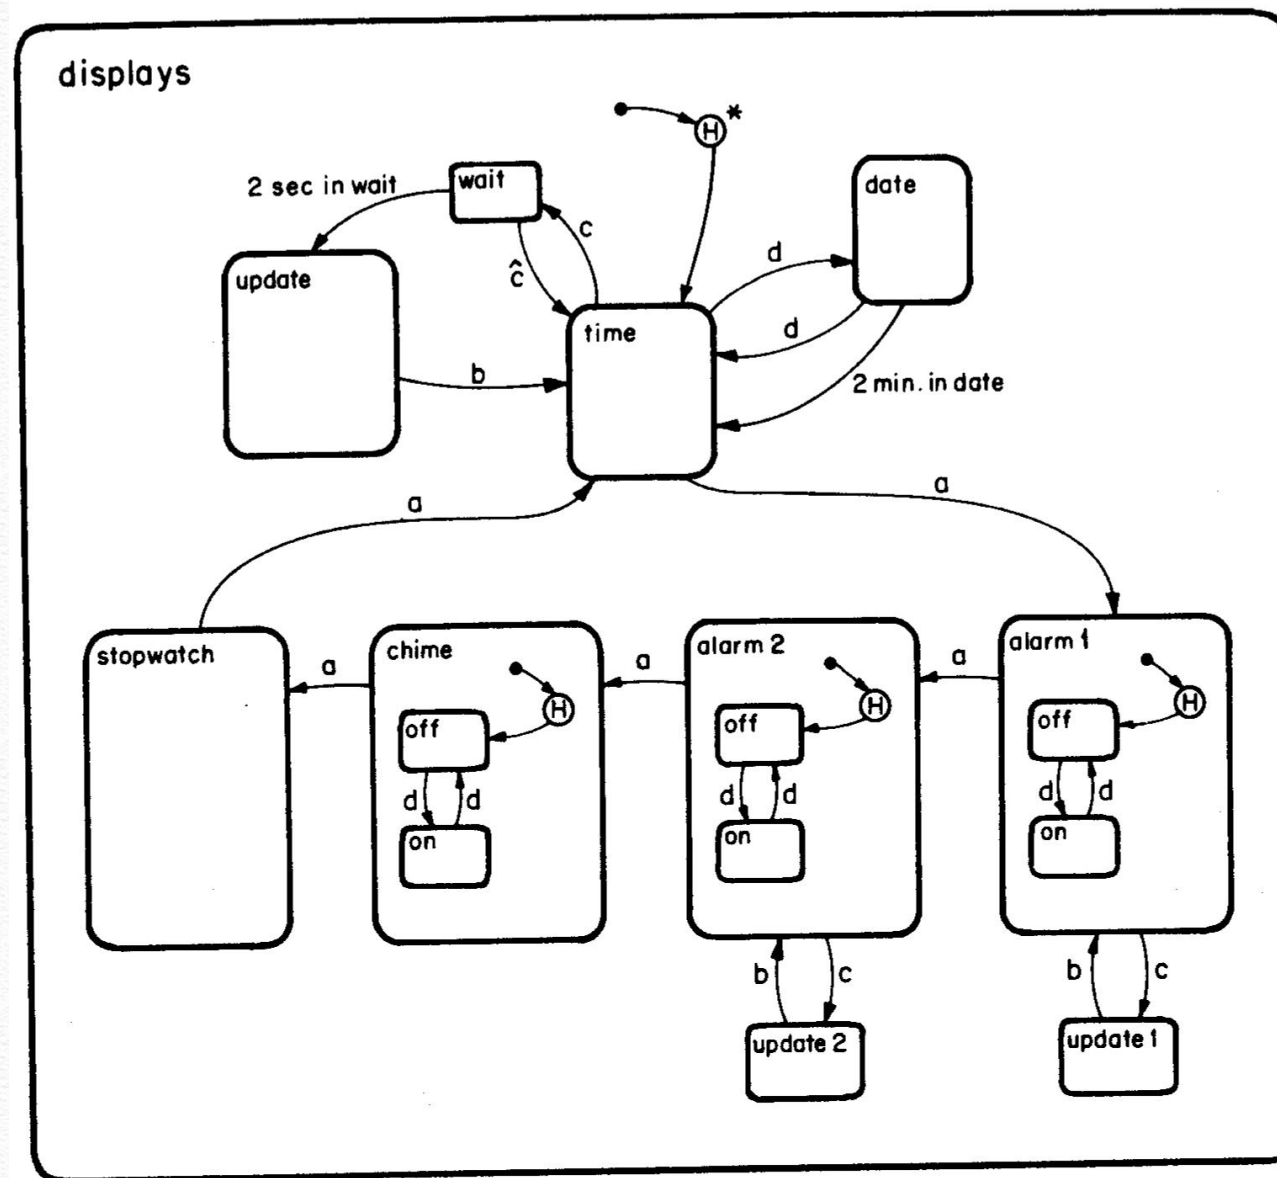 displays
H *
wait
date
2 sec in wait
c
ĉ
d
update
time
d
2 min. in date
b
a
a
stopwatch
a
chime
H
off
d d
on
a
alarm 2
H
off
d d
on
a
alarm 1
H
off
d d
on
b c
update 2
b c
update 1